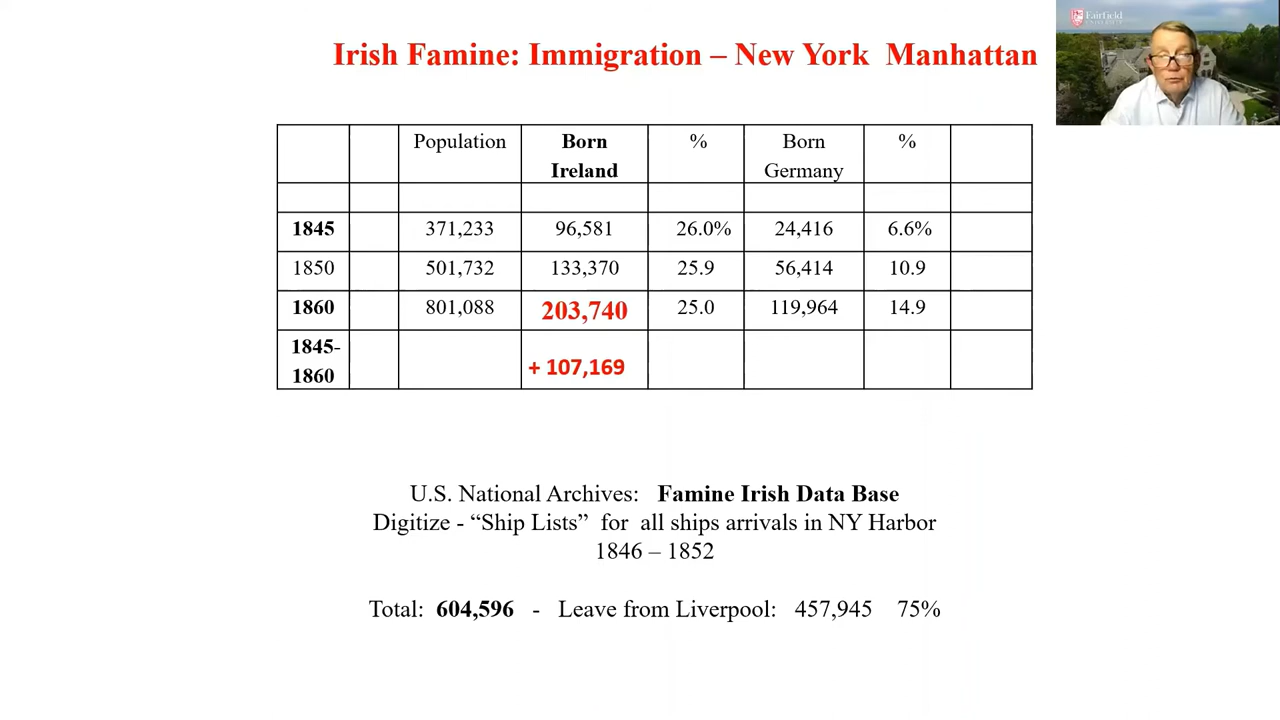 Irish Famine: Immigration – New York Manhattan
Fairfield
UNIVERSITY
Population Born Ireland % Born Germany %
1845 371,233 96,581 26.0% 24,416 6.6%
1850 501,732 133,370 25.9 56,414 10.9
1860 801,088 203,740 25.0 119,964 14.9
1845-1860 + 107,169
U.S. National Archives: Famine Irish Data Base
Digitize - “Ship Lists” for all ships arrivals in NY Harbor
1846 – 1852
Total: 604,596 - Leave from Liverpool: 457,945 75%